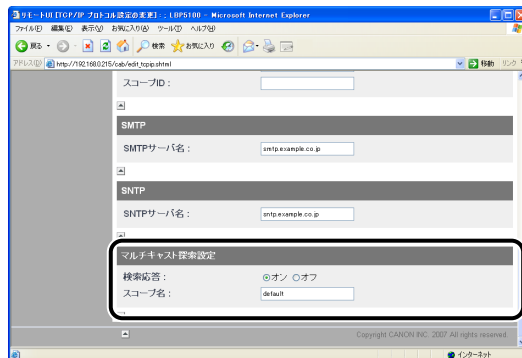 リモートUI [TCP/IP プロトコル設定の変更] : ; LBP5100 - Microsoft Internet Explorer
ファイル(F) 編集(E) 表示(V) お気に入り(A) ツール(T) ヘルプ(H)
戻る 検索 お気に入り
アドレス(D) http://192.168.0.215/cab/edit_tcpip.shtml 移動 リンク
スコープID :
SMTP
SMTPサーバ名 : smtp.example.co.jp
SNTP
SNTPサーバ名 : sntp.example.co.jp
マルチキャスト探索設定
検索応答 : オン オフ
スコープ名 : default
Copyright CANON INC. 2007 All rights reserved.
インターネット